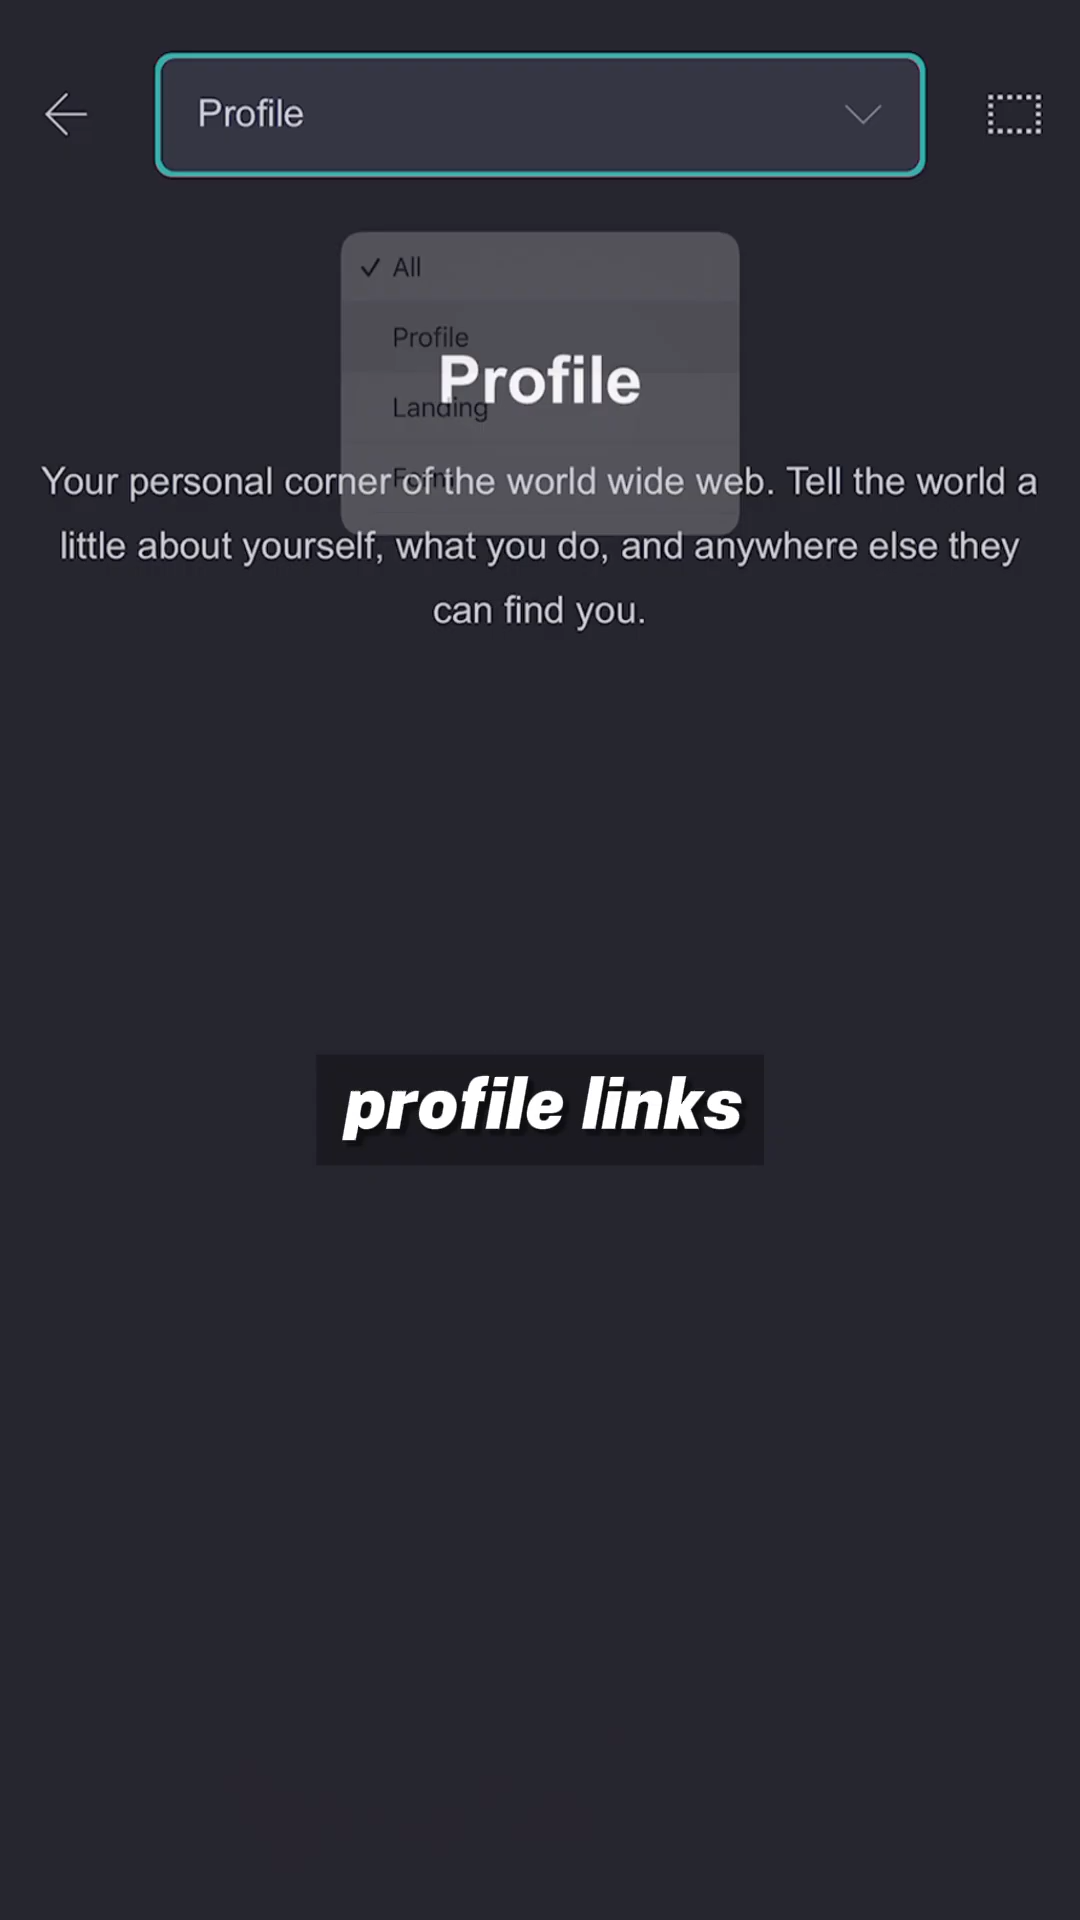 Profile
All
Profile
Profile
Landing
Form
Your personal corner of the world wide web. Tell the world a
little about yourself, what you do, and anywhere else they
can find you.
profile links